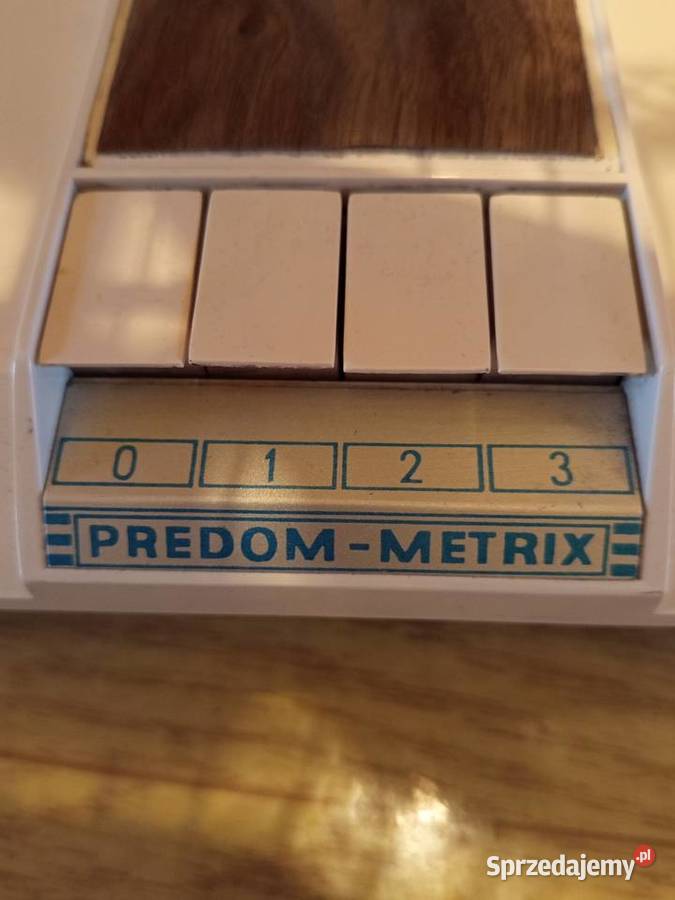 0 1 2 3
PREDOM-METRIX
Sprzedajemy.pl